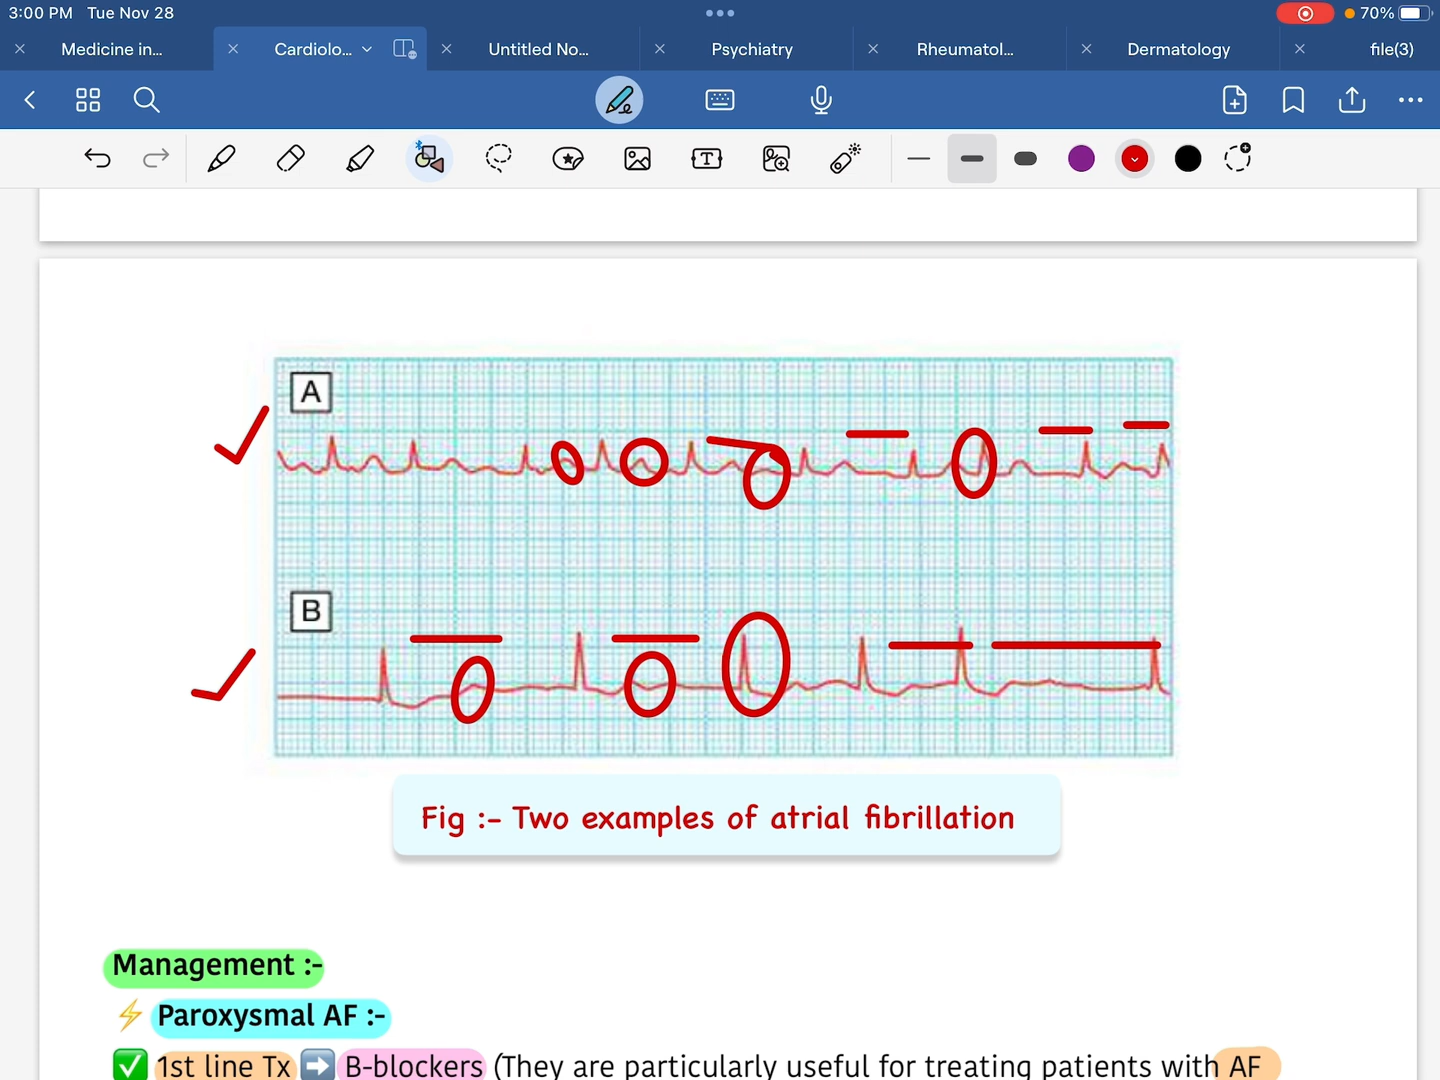 3:00 PM Tue Nov 28
70%
Medicine in...
Cardiolo...
Untitled No...
Psychiatry
Rheumatol...
Dermatology
file(3)
A
B
Fig :- Two examples of atrial fibrillation
Management :-
⚡ Paroxysmal AF :-
✅ 1st line Tx ➡️ B-blockers (They are particularly useful for treating patients with AF